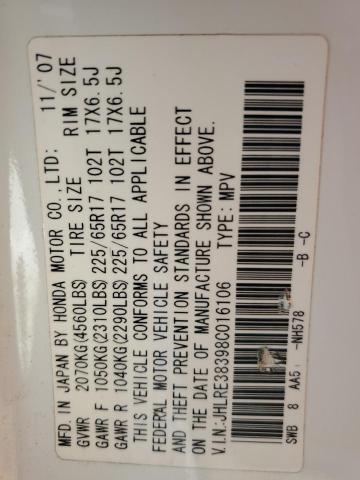 MFD. IN JAPAN BY HONDA MOTOR CO.,LTD; 11/'07
GVWR 2070KG(4560LBS) TIRE SIZE RIM SIZE
GAWR F 1050KG(2310LBS) 225/65R17 102T 17X6.5J
GAWR R 1040KG(2290LBS) 225/65R17 102T 17X6.5J
THIS VEHICLE CONFORMS TO ALL APPLICABLE
FEDERAL MOTOR VEHICLE SAFETY
AND THEFT PREVENTION STANDARDS IN EFFECT
ON THE DATE OF MANUFACTURE SHOWN ABOVE.
V.I.N:JHLRE38398C016106 TYPE: MPV
SWB 8 AA5 -NH578 -B -C